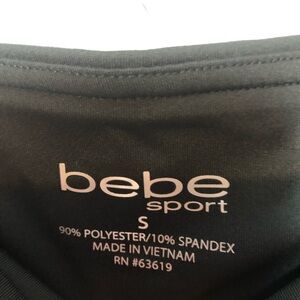 bebe
sport
S
90% POLYESTER/10% SPANDEX
MADE IN VIETNAM
RN #63619